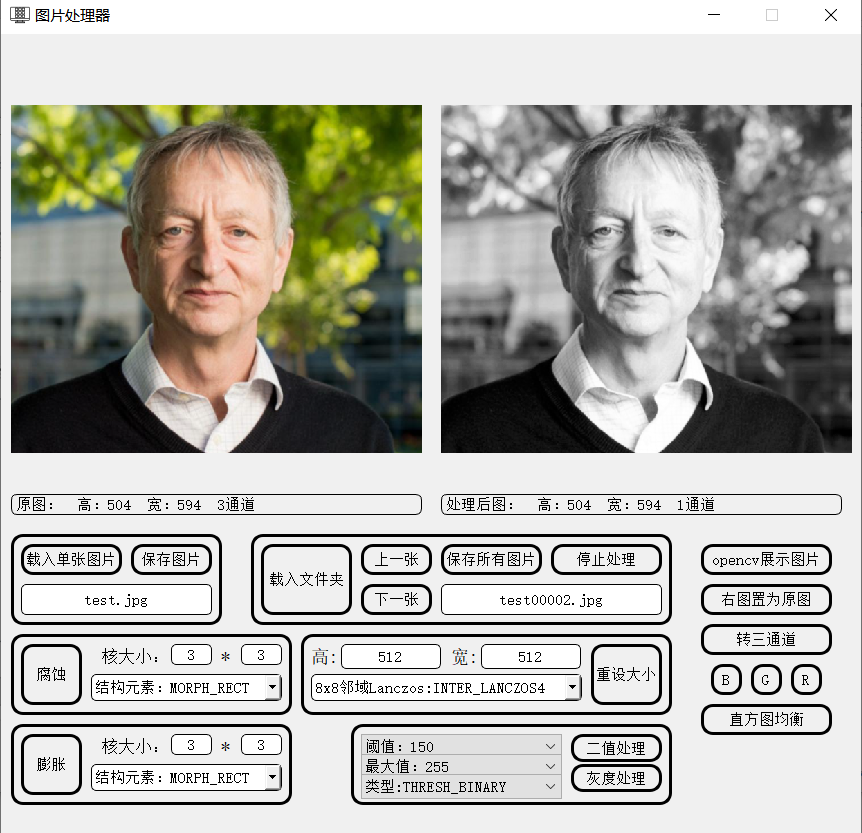 图片处理器
原图： 高：504 宽：594 3通道
处理后图： 高：504 宽：594 1通道
载入单张图片 保存图片
test.jpg
载入文件夹 上一张 保存所有图片 停止处理
下一张 test00002.jpg
opencv展示图片
右图置为原图
转三通道
B G R
直方图均衡
腐蚀 核大小： 3 * 3
结构元素：MORPH_RECT
高: 512 宽: 512 重设大小
8x8邻域Lanczos:INTER_LANCZOS4
膨胀 核大小： 3 * 3
结构元素：MORPH_RECT
阈值：150
最大值：255
类型:THRESH_BINARY
二值处理
灰度处理